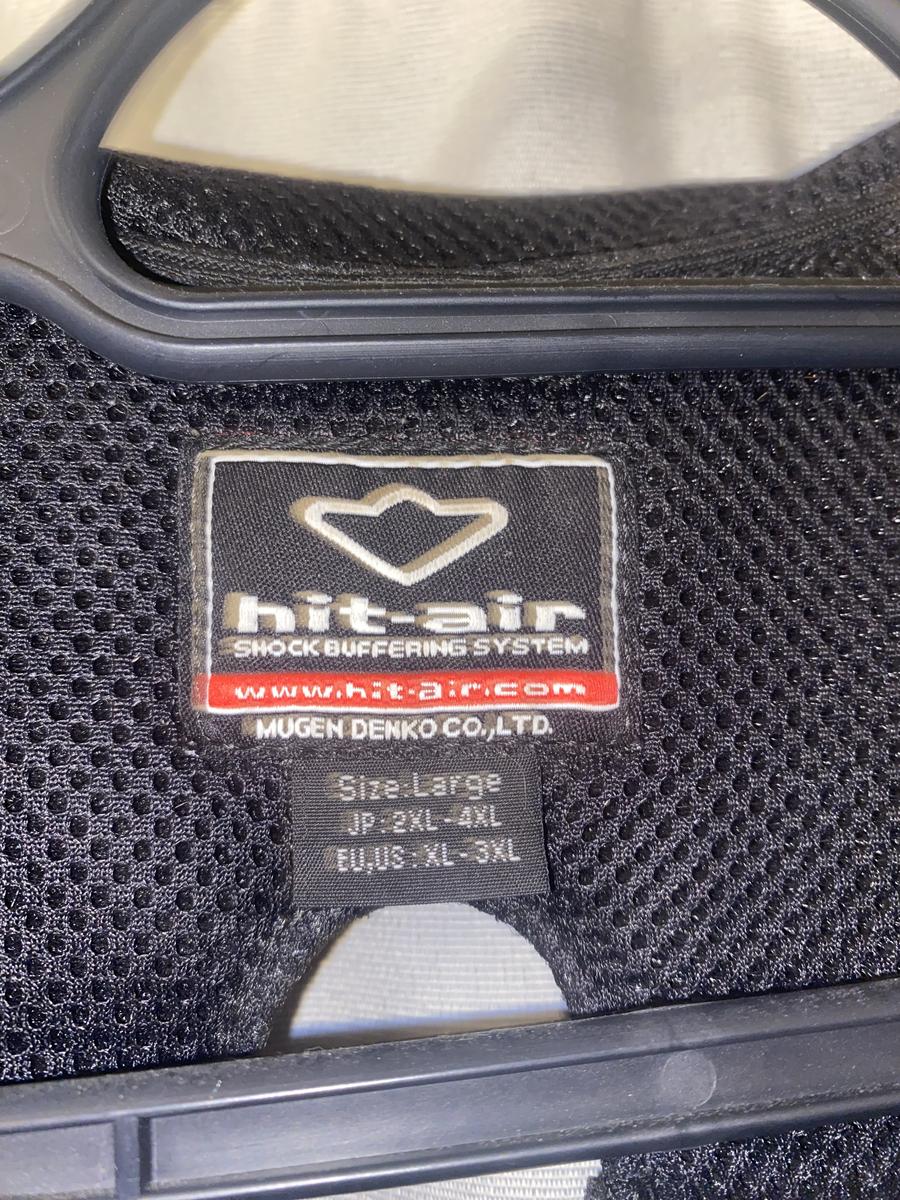 hit-air
SHOCK BUFFERING SYSTEM
www.hit-air.com
MUGEN DENKO CO.,LTD.
Size:Large
JP:2XL-4XL
EU,US:XL-3XL